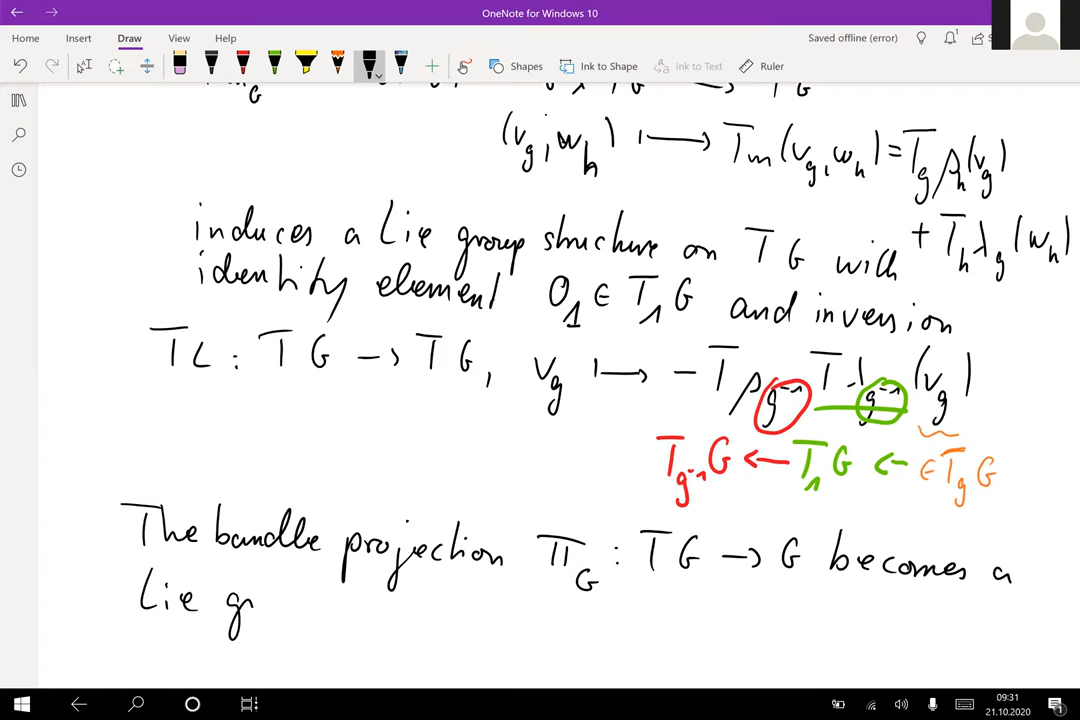 OneNote for Windows 10
Home Insert Draw View Help Saved offline (error)
Shapes Ink to Shape Ink to Text Ruler
(v_g, w_h) ↦ Tm(v_g, w_h) = T_g ρ_h(v_g)
induces a Lie group structure on TG with + T_h λ_g(w_h)
identity element 0_1 ∈ T_1 G and inversion
Tι : TG → TG, v_g ↦ - Tρ_{g^{-1}} Tλ_{g^{-1}} (v_g)
T_{g^{-1}} G ← T_1 G ← ∈ T_g G
The bundle projection π_G : TG → G becomes a
Lie g
09:31
21.10.2020